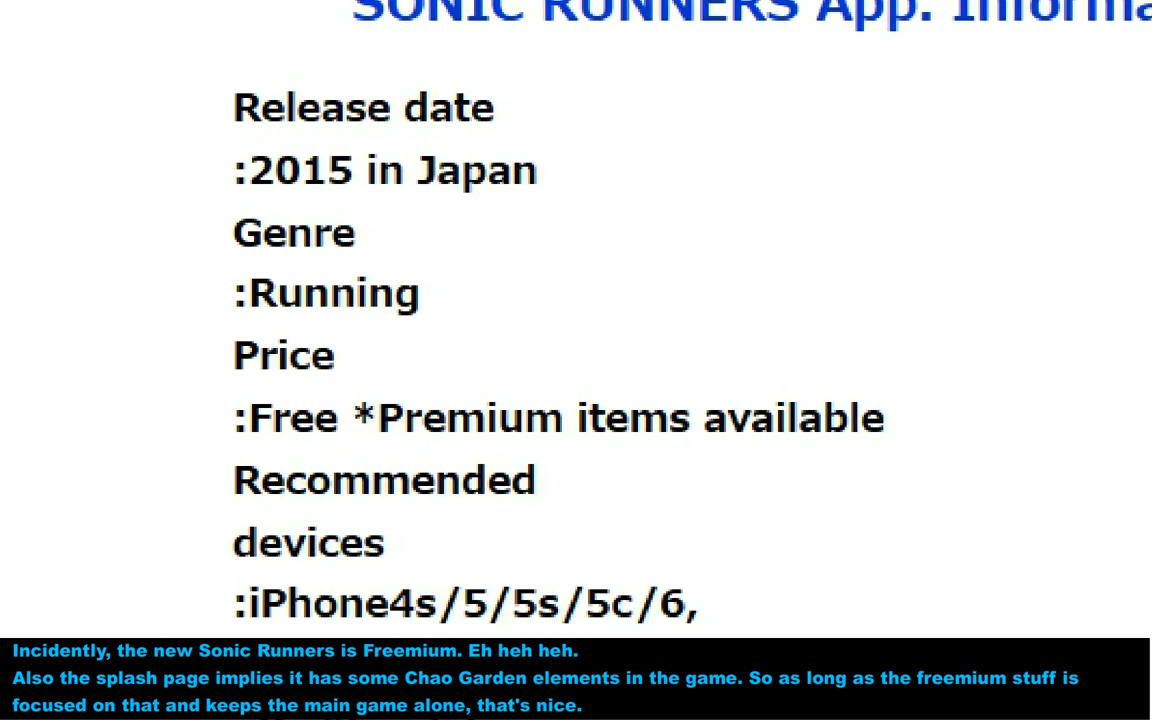 SONIC RUNNERS App. Informa
Release date
:2015 in Japan
Genre
:Running
Price
:Free *Premium items available
Recommended
devices
:iPhone4s/5/5s/5c/6,
Incidently, the new Sonic Runners is Freemium. Eh heh heh.
Also the splash page implies it has some Chao Garden elements in the game. So as long as the freemium stuff is
focused on that and keeps the main game alone, that's nice.